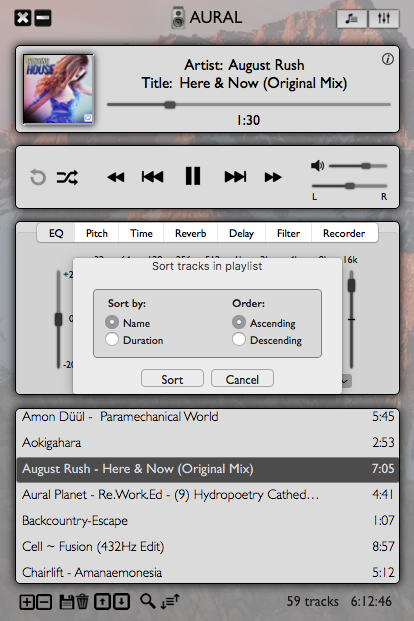 AURAL
HOUSE
Artist: August Rush
Title: Here & Now (Original Mix)
1:30
L R
EQ Pitch Time Reverb Delay Filter Recorder
16k
Sort tracks in playlist
Sort by: Order:
Name Ascending
Duration Descending
Sort Cancel
Amon Düül - Paramechanical World 5:45
Aokigahara 2:53
August Rush - Here & Now (Original Mix) 7:05
Aural Planet - Re.Work.Ed - (9) Hydropoetry Cathed… 4:41
Backcountry-Escape 1:07
Cell ~ Fusion (432Hz Edit) 8:57
Chairlift - Amanaemonesia 5:12
59 tracks 6:12:46